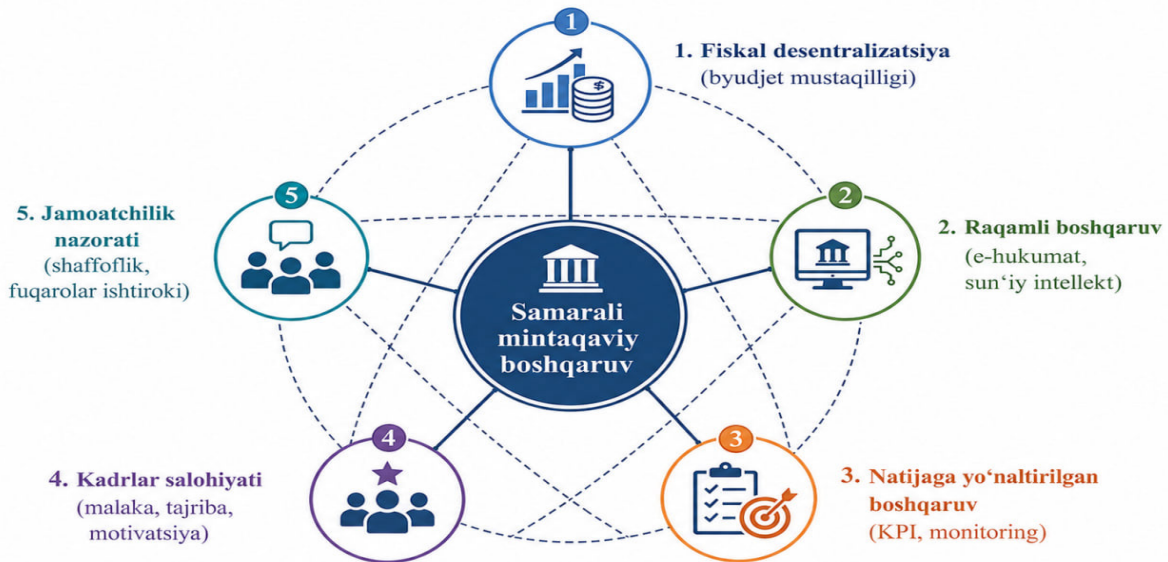 1
1. Fiskal desentralizatsiya
(byudjet mustaqilligi)
2
2. Raqamli boshqaruv
(e-hukumat,
sun‘iy intellekt)
3
3. Natijaga yo‘naltirilgan
boshqaruv
(KPI, monitoring)
4
4. Kadrlar salohiyati
(malaka, tajriba,
motivatsiya)
5
5. Jamoatchilik
nazorati
(shaffoflik,
fuqarolar ishtiroki)
Samarali
mintaqaviy
boshqaruv
$